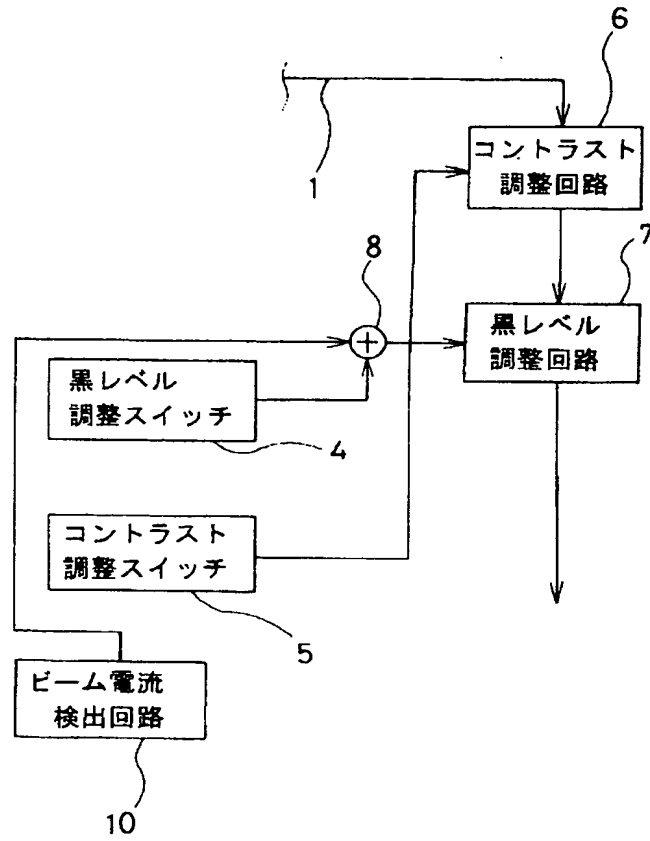 6
1
コントラスト
調整回路
7
8
黒レベル
調整回路
黒レベル
調整スイッチ
4
コントラスト
調整スイッチ
5
ビーム電流
検出回路
10